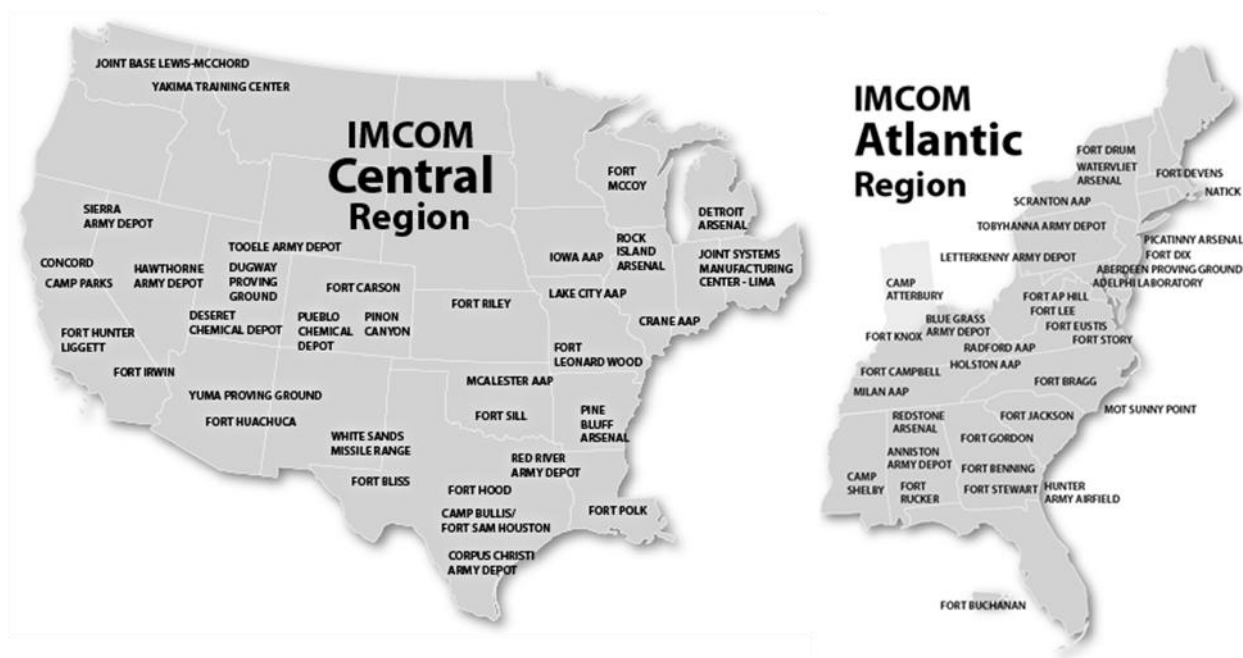 IMCOM
Central
Region
JOINT BASE LEWIS-MCCHORD
YAKIMA TRAINING CENTER
FORT
MCCOY
SIERRA
ARMY DEPOT
DETROIT
ARSENAL
TOOELE ARMY DEPOT
ROCK
ISLAND
ARSENAL
IOWA AAP
JOINT SYSTEMS
MANUFACTURING
CENTER - LIMA
CONCORD
CAMP PARKS
HAWTHORNE
ARMY DEPOT
DUGWAY
PROVING
GROUND
FORT CARSON
FORT RILEY
LAKE CITY AAP
CRANE AAP
DESERET
CHEMICAL DEPOT
PUEBLO
CHEMICAL
DEPOT
PINON
CANYON
FORT HUNTER
LIGGETT
FORT
LEONARD WOOD
FORT IRWIN
MCALESTER AAP
YUMA PROVING GROUND
FORT HUACHUCA
FORT SILL
PINE
BLUFF
ARSENAL
WHITE SANDS
MISSILE RANGE
RED RIVER
ARMY DEPOT
FORT BLISS
FORT HOOD
CAMP BULLIS/
FORT SAM HOUSTON
FORT POLK
CORPUS CHRISTI
ARMY DEPOT
IMCOM
Atlantic
Region
FORT DRUM
WATERVLIET
ARSENAL
FORT DEVENS
NATICK
SCRANTON AAP
TOBYHANNA ARMY DEPOT
PICATINNY ARSENAL
FORT DIX
LETTERKENNY ARMY DEPOT
ABERDEEN PROVING GROUND
ADELPHI LABORATORY
CAMP
ATTERBURY
FORT AP HILL
FORT LEE
BLUE GRASS
ARMY DEPOT
FORT EUSTIS
FORT STORY
FORT KNOX
RADFORD AAP
HOLSTON AAP
FORT CAMPBELL
FORT BRAGG
MILAN AAP
MOT SUNNY POINT
REDSTONE
ARSENAL
FORT JACKSON
FORT GORDON
ANNISTON
ARMY DEPOT
FORT BENNING
CAMP
SHELBY
FORT
RUCKER
FORT STEWART
HUNTER
ARMY AIRFIELD
FORT BUCHANAN